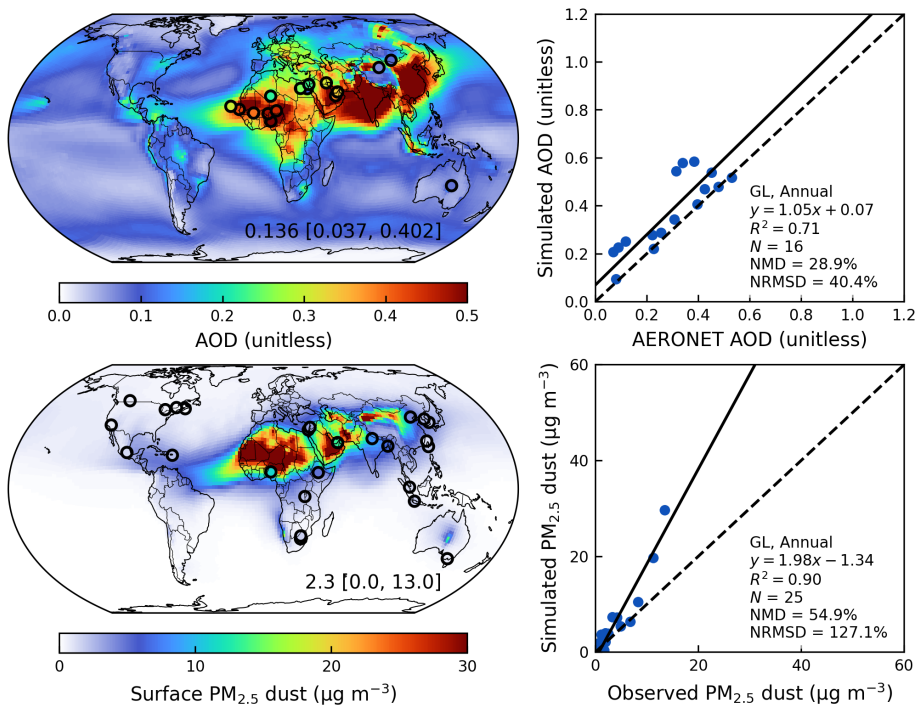 0.136 [0.037, 0.402]
0.0 0.1 0.2 0.3 0.4 0.5
AOD (unitless)
1.2
1.0
0.8
0.6
0.4
0.2
0.0
Simulated AOD (unitless)
GL, Annual
y = 1.05x + 0.07
R² = 0.71
N = 16
NMD = 28.9%
NRMSD = 40.4%
0.0 0.2 0.4 0.6 0.8 1.0 1.2
AERONET AOD (unitless)
2.3 [0.0, 13.0]
0 10 20 30
Surface PM₂.₅ dust (μg m⁻³)
60
40
20
0
Simulated PM₂.₅ dust (μg m⁻³)
GL, Annual
y = 1.98x − 1.34
R² = 0.90
N = 25
NMD = 54.9%
NRMSD = 127.1%
0 20 40 60
Observed PM₂.₅ dust (μg m⁻³)